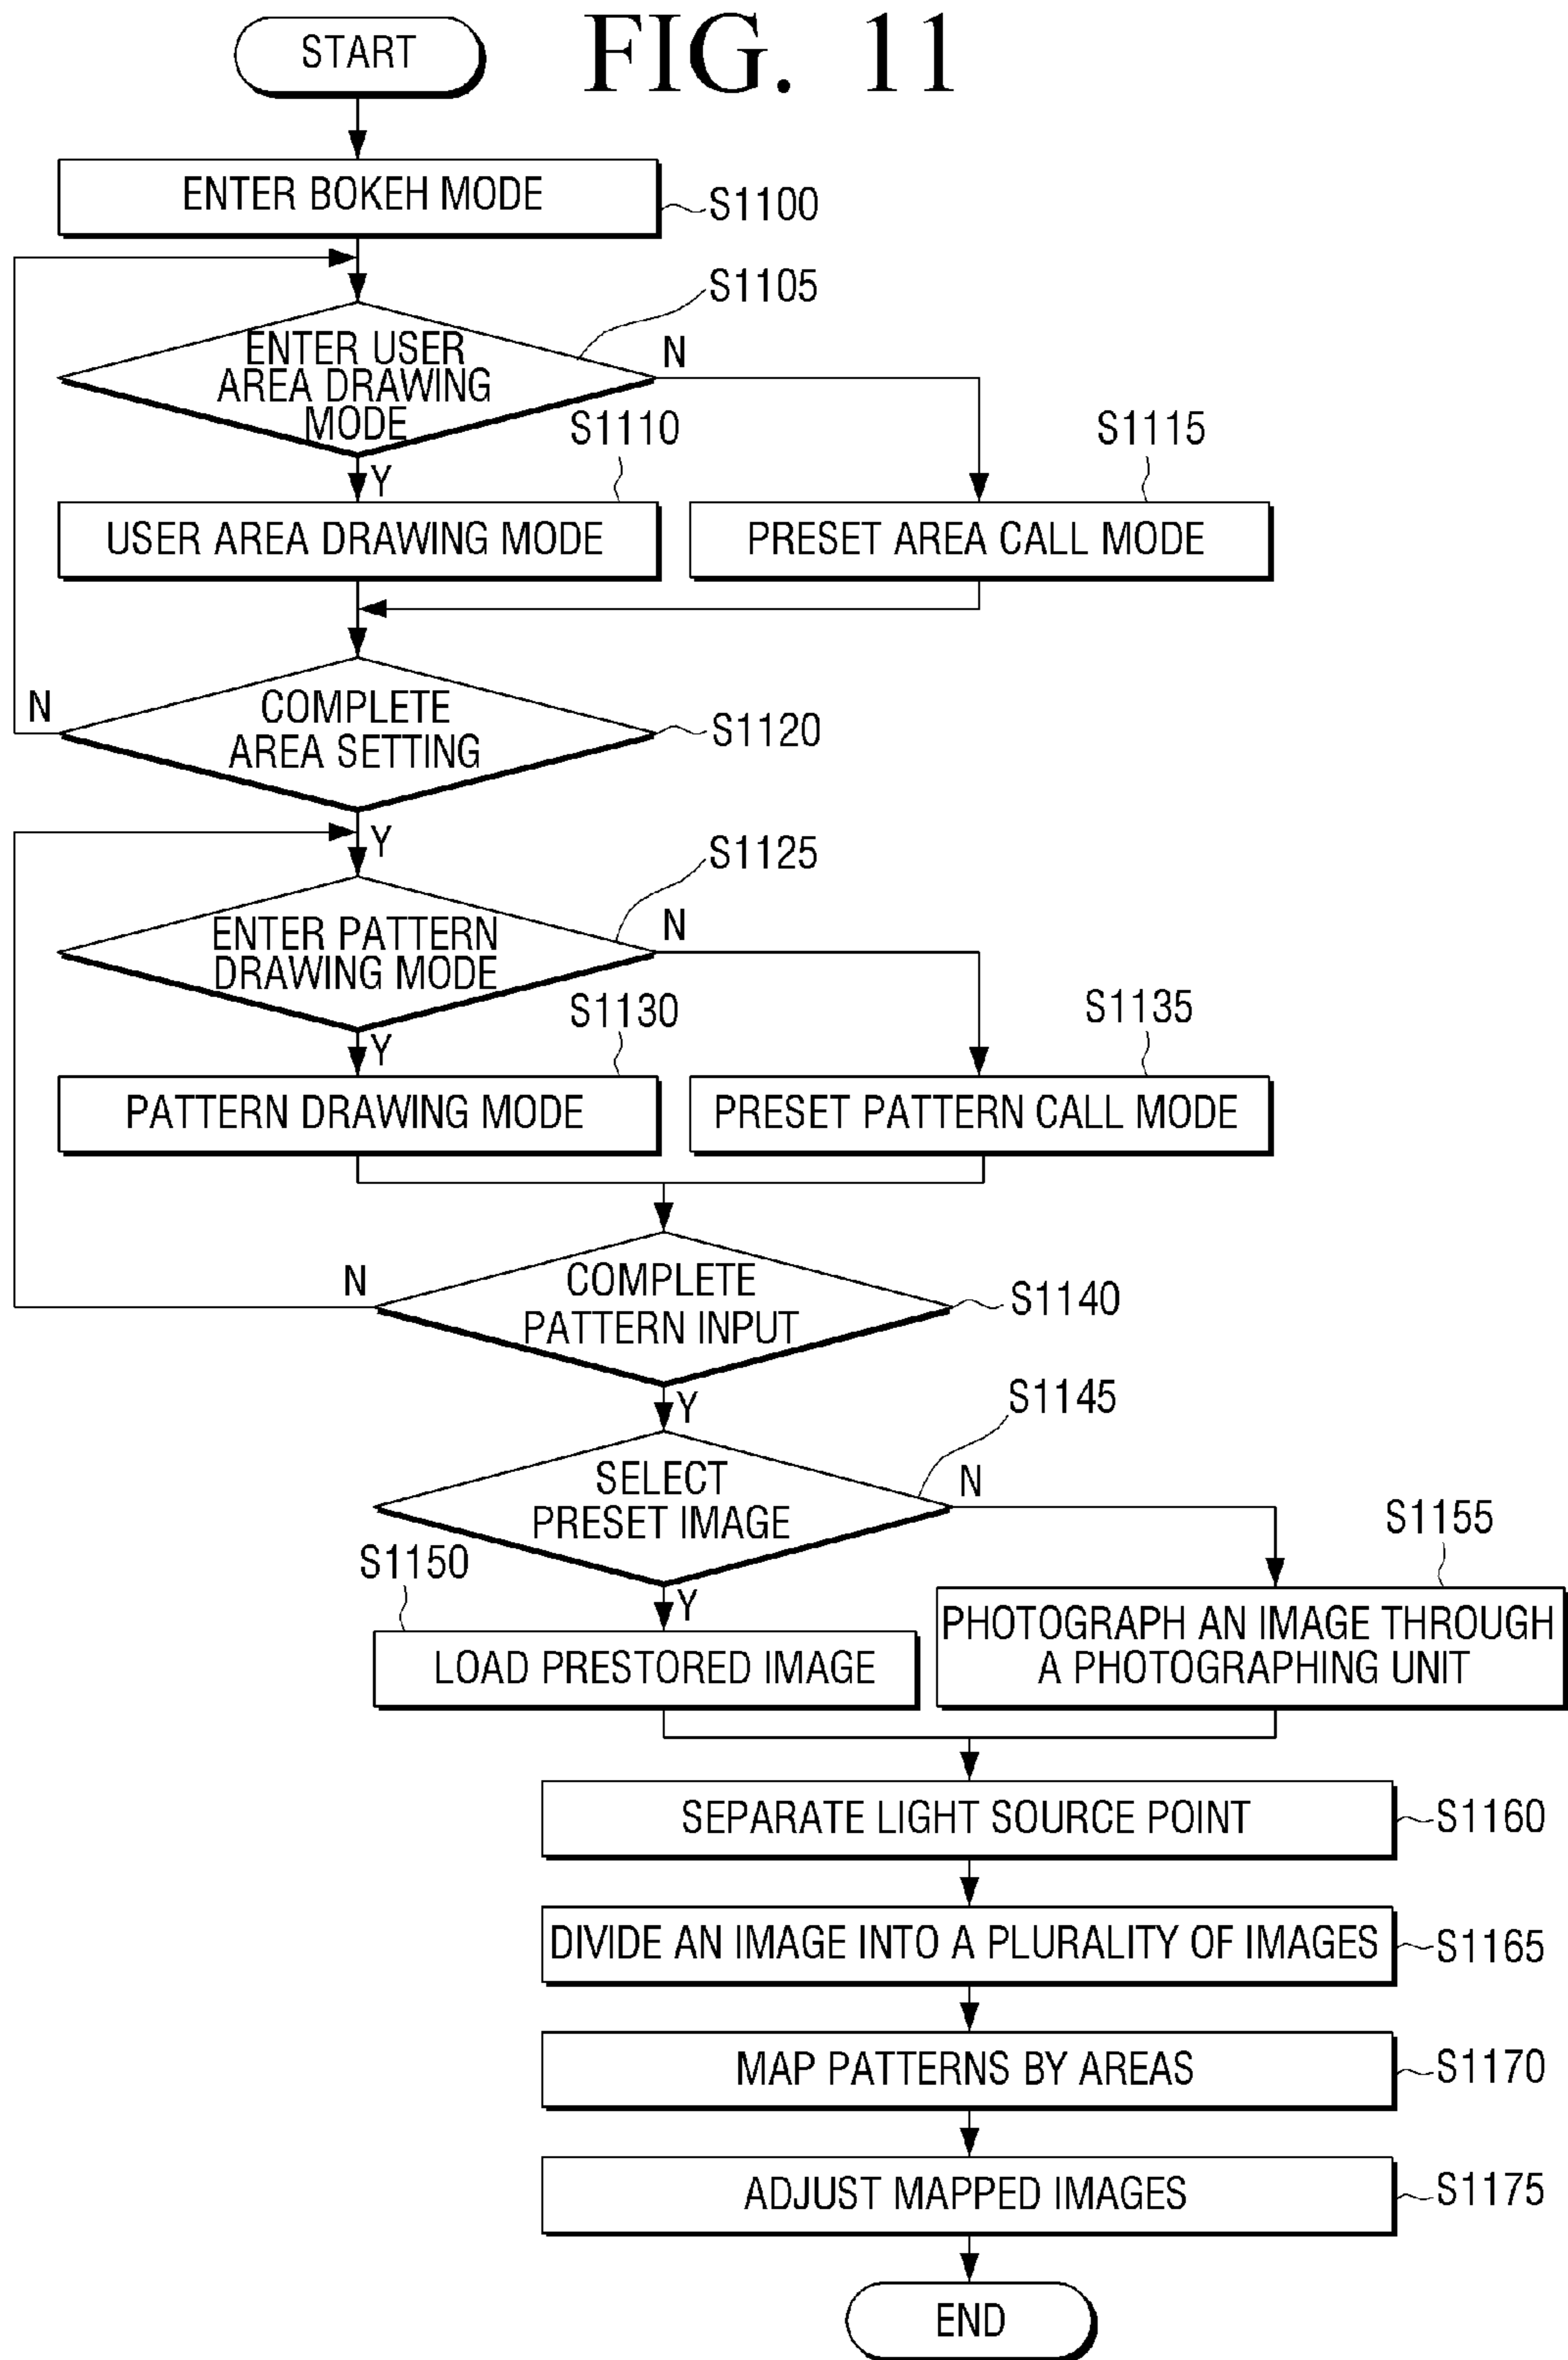 FIG. 11
START
ENTER BOKEH MODE
S1100
S1105
ENTER USER
AREA DRAWING
MODE
N
Y
S1110
S1115
USER AREA DRAWING MODE
PRESET AREA CALL MODE
N
COMPLETE
AREA SETTING
S1120
Y
S1125
ENTER PATTERN
DRAWING MODE
N
Y
S1130
S1135
PATTERN DRAWING MODE
PRESET PATTERN CALL MODE
N
COMPLETE
PATTERN INPUT
S1140
Y
S1145
SELECT
PRESET IMAGE
N
Y
S1150
S1155
LOAD PRESTORED IMAGE
PHOTOGRAPH AN IMAGE THROUGH
A PHOTOGRAPHING UNIT
SEPARATE LIGHT SOURCE POINT
S1160
DIVIDE AN IMAGE INTO A PLURALITY OF IMAGES
S1165
MAP PATTERNS BY AREAS
S1170
ADJUST MAPPED IMAGES
S1175
END